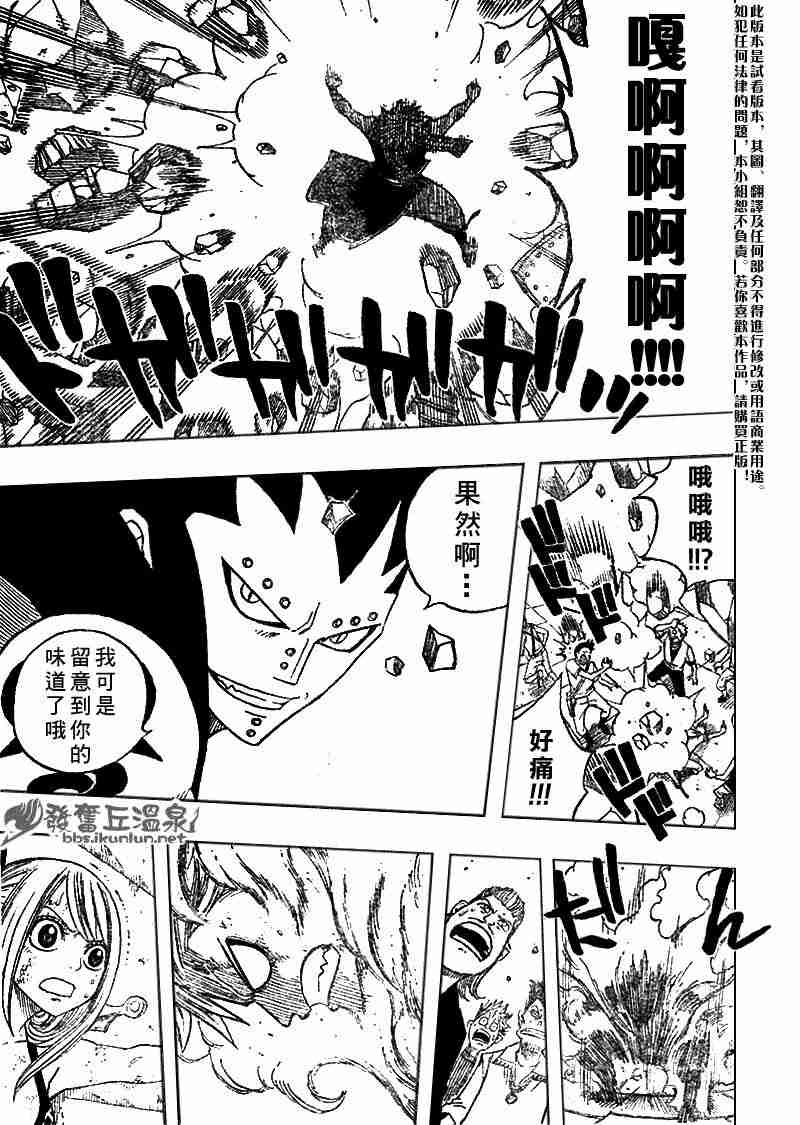 此版本是試看版本，其圖、翻譯及任何部分不得進行修改或用語商業用途。
如犯任何法律的問題，本小組恕不負責。若你喜歡本作品，請購買正版！
嘎啊啊啊啊!!!!
ドガガガガガッ
哦哦哦!!?
ドドド
好痛!!!
果然啊…
我可是
留意到你的
味道了哦
發奮丘溫泉
bbs.ikunlun.net
だん